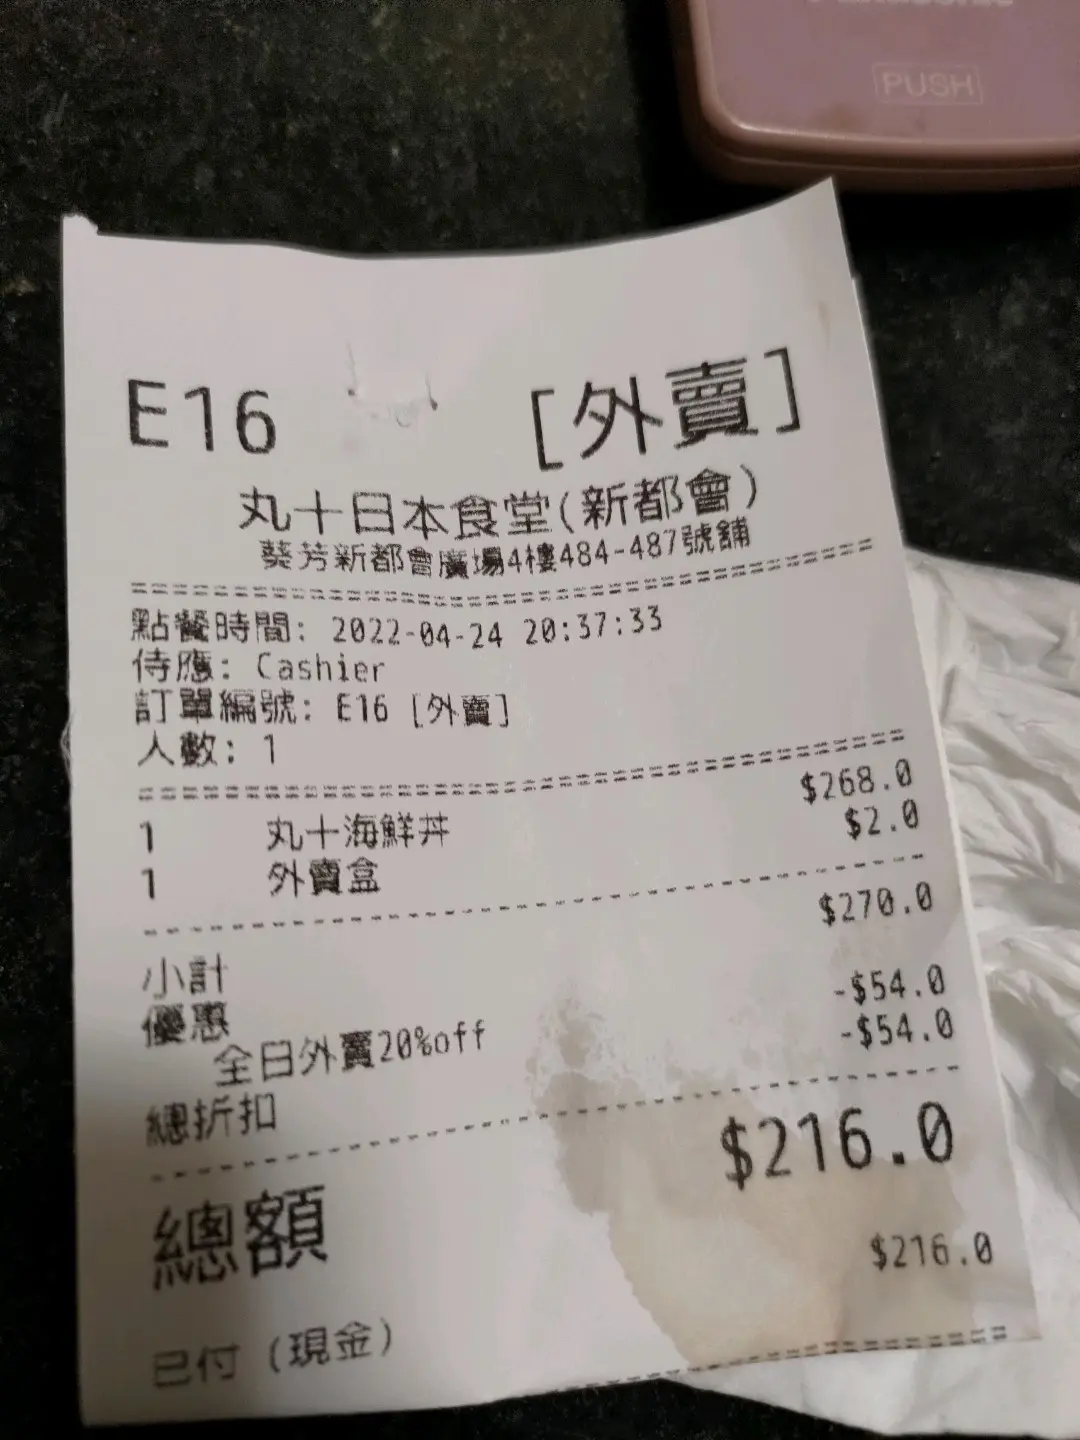 PUSH
E16 [外賣]
丸十日本食堂(新都會)
葵芳新都會廣場4樓484-487號舖
點餐時間: 2022-04-24 20:37:33
侍應: Cashier
訂單編號: E16 [外賣]
人數: 1
1 丸十海鮮丼 $268.0
1 外賣盒 $2.0
小計 $270.0
優惠 -$54.0
全日外賣20%off -$54.0
總折扣
總額 $216.0
已付 (現金) $216.0